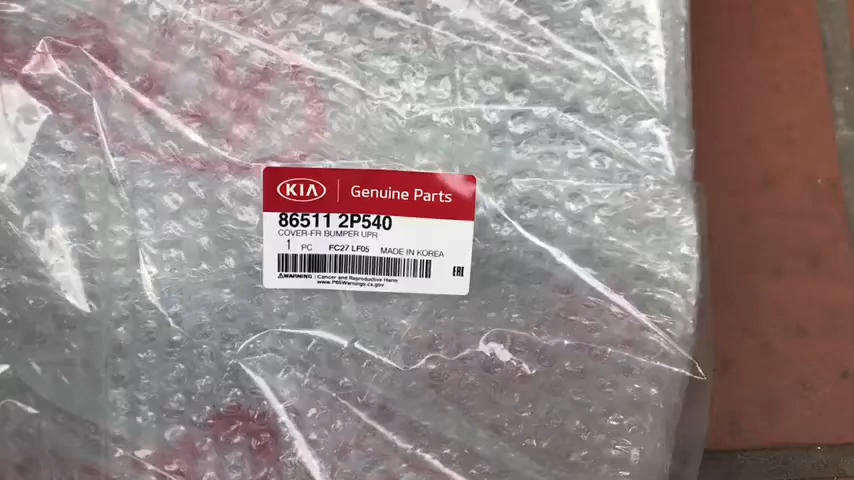 KIA Genuine Parts
86511 2P540
COVER-FR BUMPER UPR
1 PC FC27 LF05 MADE IN KOREA
⚠WARNING : Cancer and Reproductive Harm
www.P65Warnings.ca.gov
EAC